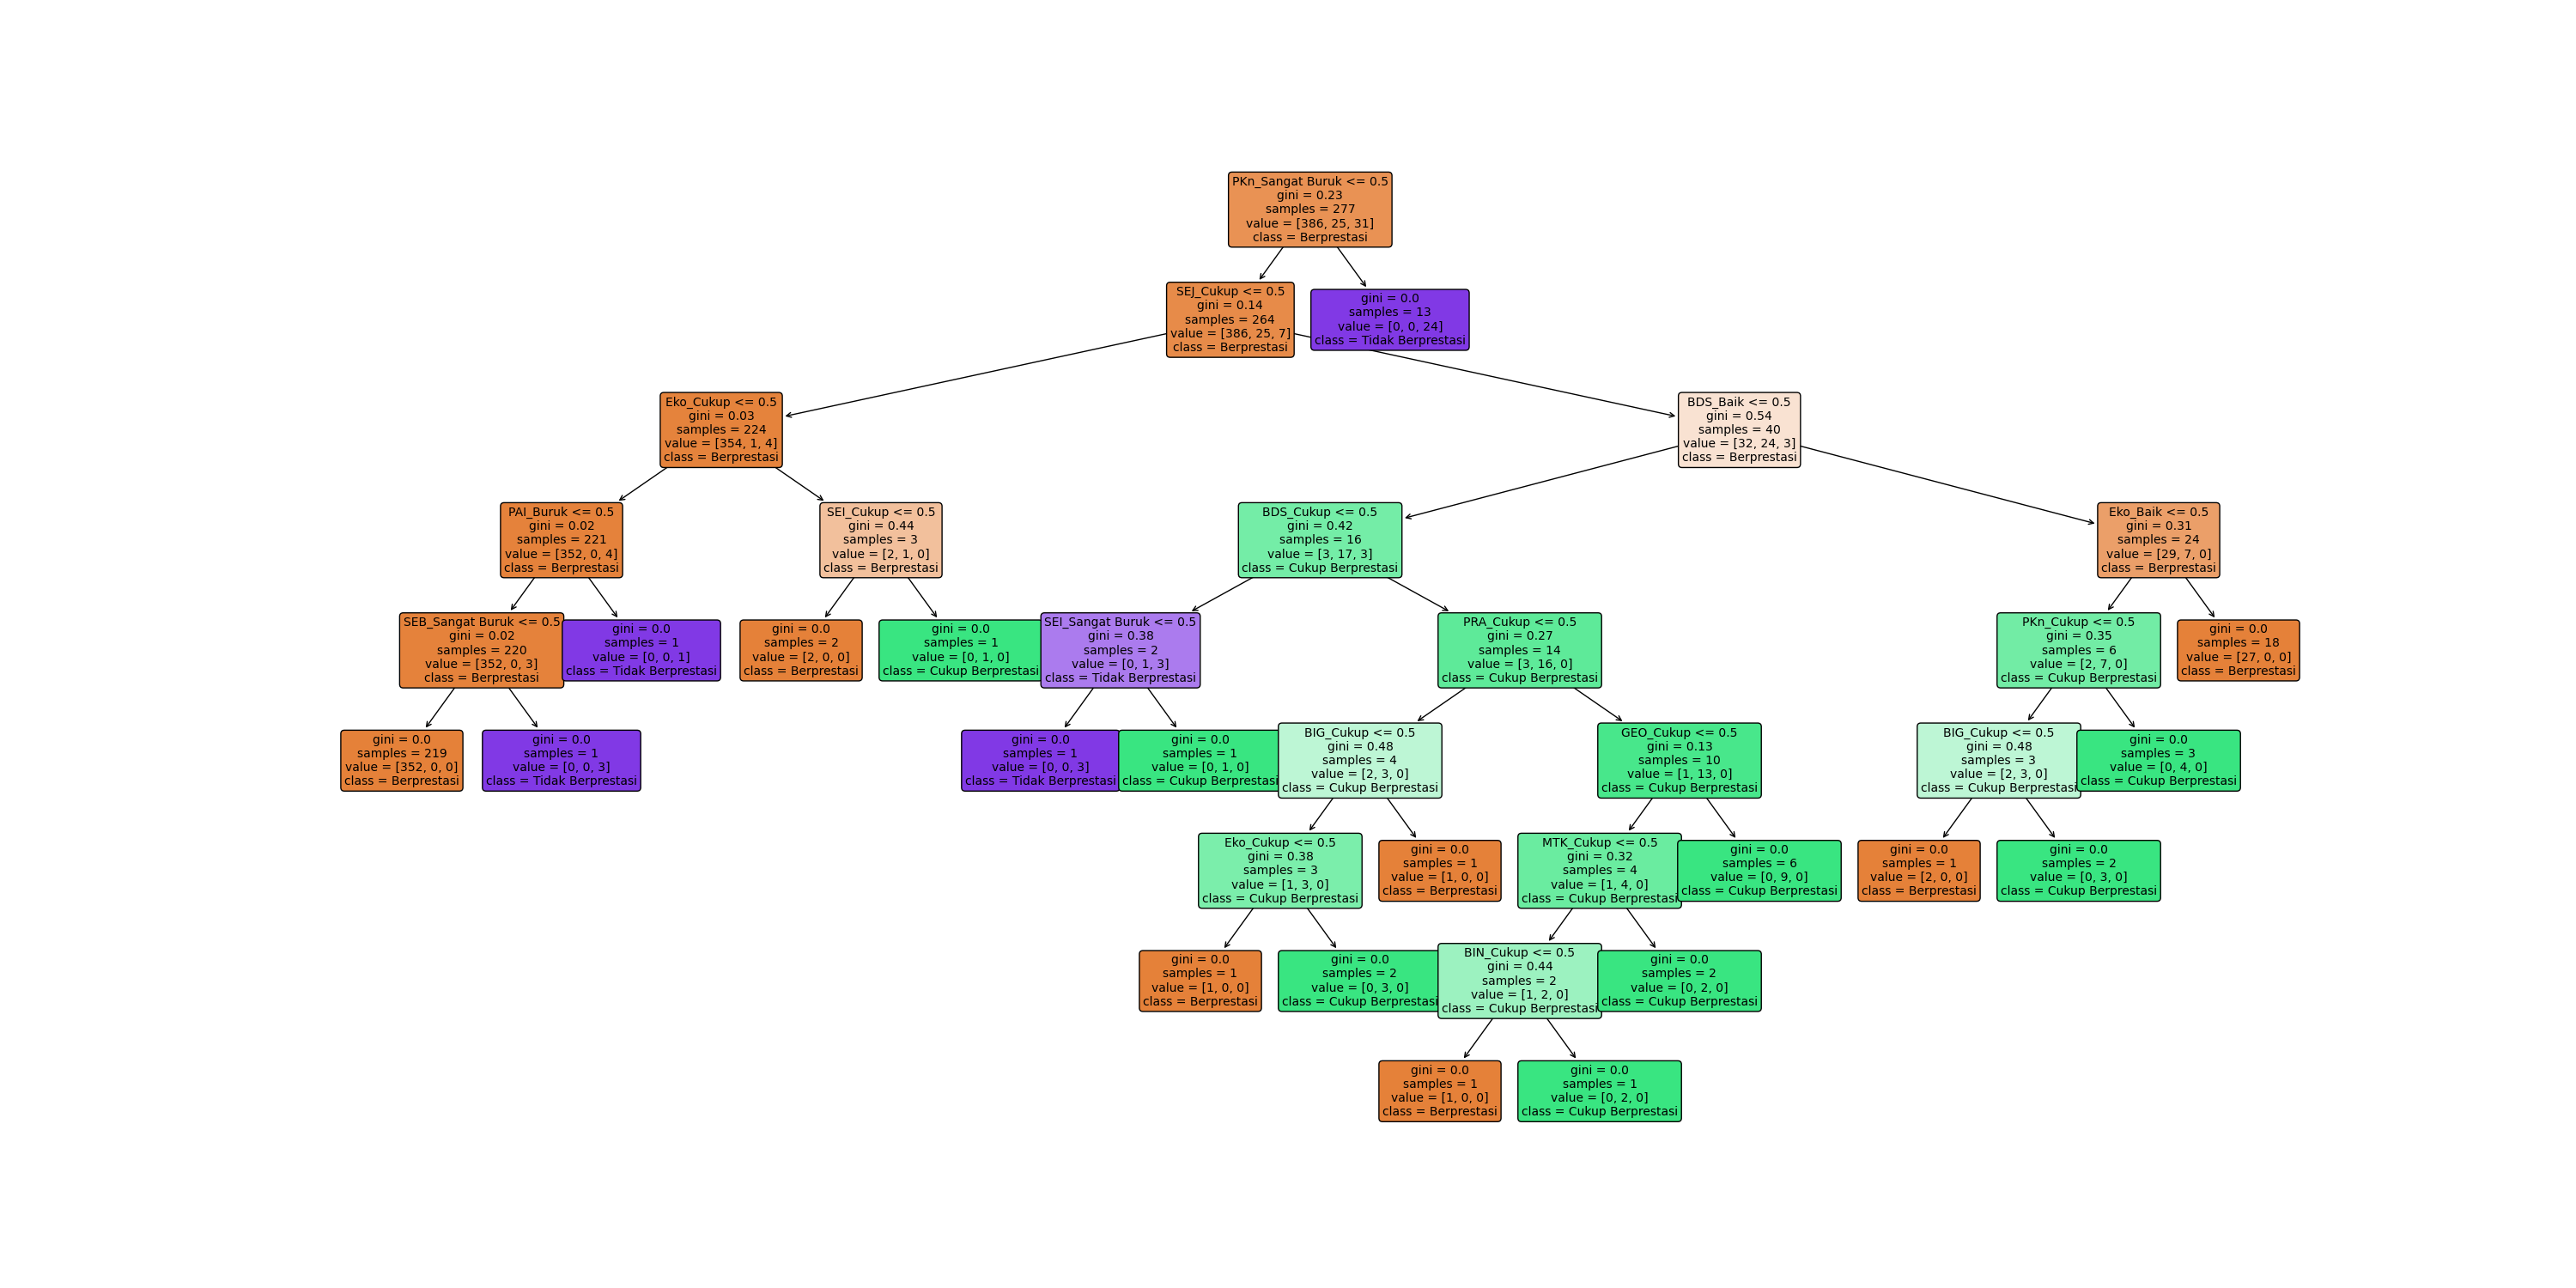 PKn_Sangat Buruk <= 0.5
gini = 0.23
samples = 277
value = [386, 25, 31]
class = Berprestasi
SEJ_Cukup <= 0.5
gini = 0.14
samples = 264
value = [386, 25, 7]
class = Berprestasi
gini = 0.0
samples = 13
value = [0, 0, 24]
class = Tidak Berprestasi
Eko_Cukup <= 0.5
gini = 0.03
samples = 224
value = [354, 1, 4]
class = Berprestasi
BDS_Baik <= 0.5
gini = 0.54
samples = 40
value = [32, 24, 3]
class = Berprestasi
PAI_Buruk <= 0.5
gini = 0.02
samples = 221
value = [352, 0, 4]
class = Berprestasi
SEI_Cukup <= 0.5
gini = 0.44
samples = 3
value = [2, 1, 0]
class = Berprestasi
BDS_Cukup <= 0.5
gini = 0.42
samples = 16
value = [3, 17, 3]
class = Cukup Berprestasi
Eko_Baik <= 0.5
gini = 0.31
samples = 24
value = [29, 7, 0]
class = Berprestasi
SEB_Sangat Buruk <= 0.5
gini = 0.02
samples = 220
value = [352, 0, 3]
class = Berprestasi
gini = 0.0
samples = 1
value = [0, 0, 1]
class = Tidak Berprestasi
gini = 0.0
samples = 2
value = [2, 0, 0]
class = Berprestasi
gini = 0.0
samples = 1
value = [0, 1, 0]
class = Cukup Berprestasi
SEI_Sangat Buruk <= 0.5
gini = 0.38
samples = 2
value = [0, 1, 3]
class = Tidak Berprestasi
PRA_Cukup <= 0.5
gini = 0.27
samples = 14
value = [3, 16, 0]
class = Cukup Berprestasi
PKn_Cukup <= 0.5
gini = 0.35
samples = 6
value = [2, 7, 0]
class = Cukup Berprestasi
gini = 0.0
samples = 18
value = [27, 0, 0]
class = Berprestasi
gini = 0.0
samples = 219
value = [352, 0, 0]
class = Berprestasi
gini = 0.0
samples = 1
value = [0, 0, 3]
class = Tidak Berprestasi
gini = 0.0
samples = 1
value = [0, 0, 3]
class = Tidak Berprestasi
gini = 0.0
samples = 1
value = [0, 1, 0]
class = Cukup Berprestasi
BIG_Cukup <= 0.5
gini = 0.48
samples = 4
value = [2, 3, 0]
class = Cukup Berprestasi
GEO_Cukup <= 0.5
gini = 0.13
samples = 10
value = [1, 13, 0]
class = Cukup Berprestasi
BIG_Cukup <= 0.5
gini = 0.48
samples = 3
value = [2, 3, 0]
class = Cukup Berprestasi
gini = 0.0
samples = 3
value = [0, 4, 0]
class = Cukup Berprestasi
Eko_Cukup <= 0.5
gini = 0.38
samples = 3
value = [1, 3, 0]
class = Cukup Berprestasi
gini = 0.0
samples = 1
value = [1, 0, 0]
class = Berprestasi
MTK_Cukup <= 0.5
gini = 0.32
samples = 4
value = [1, 4, 0]
class = Cukup Berprestasi
gini = 0.0
samples = 6
value = [0, 9, 0]
class = Cukup Berprestasi
gini = 0.0
samples = 1
value = [2, 0, 0]
class = Berprestasi
gini = 0.0
samples = 2
value = [0, 3, 0]
class = Cukup Berprestasi
gini = 0.0
samples = 1
value = [1, 0, 0]
class = Berprestasi
gini = 0.0
samples = 2
value = [0, 3, 0]
class = Cukup Berprestasi
BIN_Cukup <= 0.5
gini = 0.44
samples = 2
value = [1, 2, 0]
class = Cukup Berprestasi
gini = 0.0
samples = 2
value = [0, 2, 0]
class = Cukup Berprestasi
gini = 0.0
samples = 1
value = [1, 0, 0]
class = Berprestasi
gini = 0.0
samples = 1
value = [0, 2, 0]
class = Cukup Berprestasi